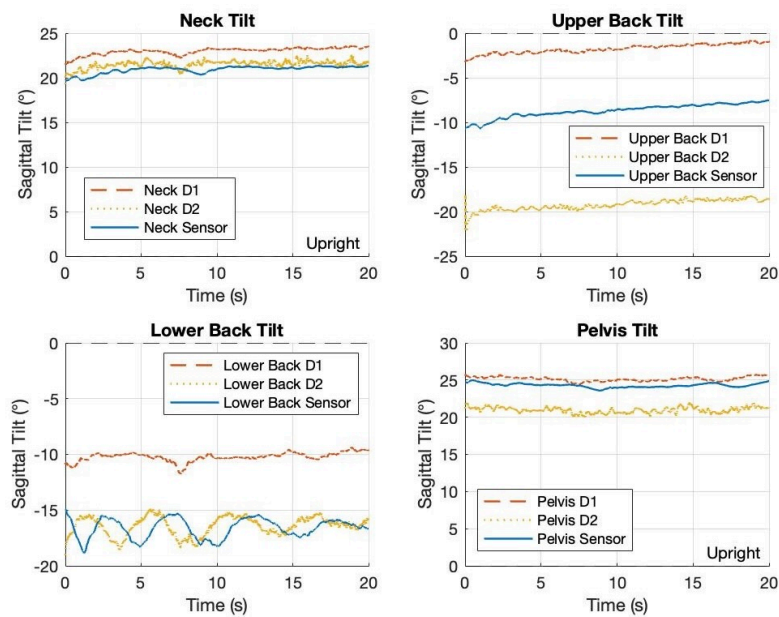 Neck Tilt
25
20
15
10
5
0
Sagittal Tilt (°)
Neck D1
Neck D2
Neck Sensor
Upright
0 5 10 15 20
Time (s)
Upper Back Tilt
0
-5
-10
-15
-20
-25
Sagittal Tilt (°)
Upper Back D1
Upper Back D2
Upper Back Sensor
0 5 10 15 20
Time (s)
Lower Back Tilt
0
-5
-10
-15
-20
Sagittal Tilt (°)
Lower Back D1
Lower Back D2
Lower Back Sensor
0 5 10 15 20
Time (s)
Pelvis Tilt
30
25
20
15
10
5
0
Sagittal Tilt (°)
Pelvis D1
Pelvis D2
Pelvis Sensor
Upright
0 5 10 15 20
Time (s)